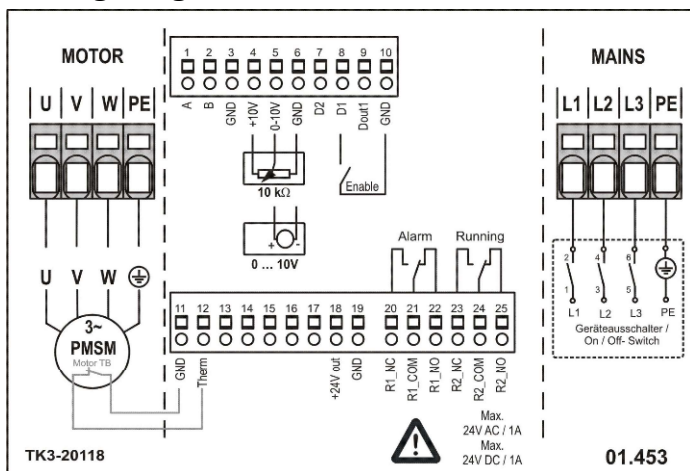 MOTOR
U V W PE
U V W
3~
PMSM
Motor TB
1 2 3 4 5 6 7 8 9 10
A B GND +10V 0-10V GND D2 D1 Dout1 GND
10 kΩ
Enable
+ -
0 ... 10V
Alarm Running
11 12 13 14 15 16 17 18 19 20 21 22 23 24 25
GND Therm +24V out GND R1_NC R1_COM R1_NO R2_NC R2_COM R2_NO
Max.
24V AC / 1A
Max.
24V DC / 1A
MAINS
L1 L2 L3 PE
2 4 6
1 3 5
L1 L2 L3 PE
Geräteausschalter /
On / Off- Switch
TK3-20118
01.453